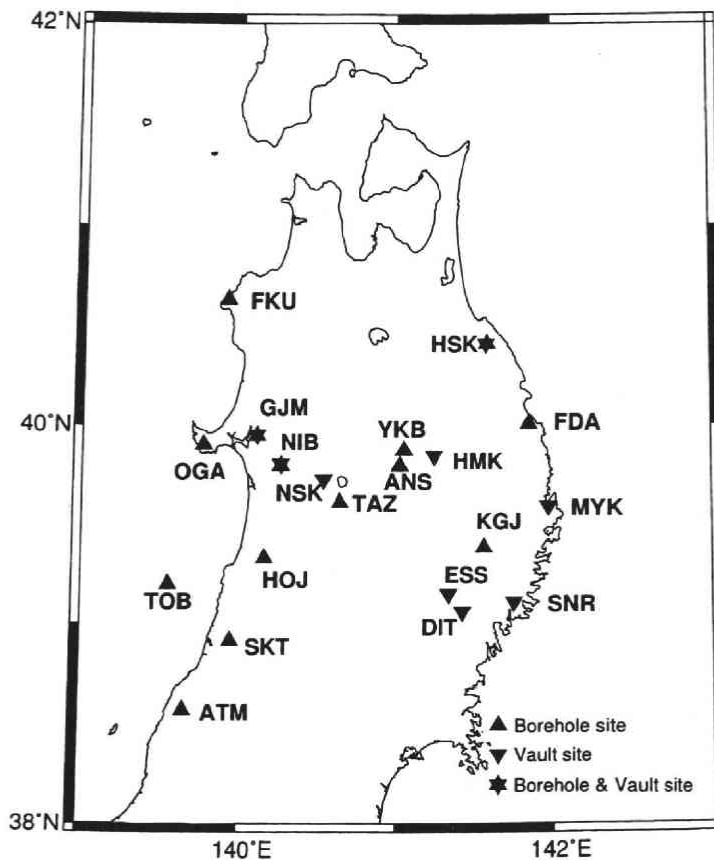 42°N
FKU
HSK
GJM
40°N
YKB
FDA
NIB
OGA
HMK
NSK
ANS
TAZ
MYK
KGJ
HOJ
ESS
TOB
SNR
DIT
SKT
ATM
Borehole site
Vault site
Borehole & Vault site
38°N
140°E
142°E